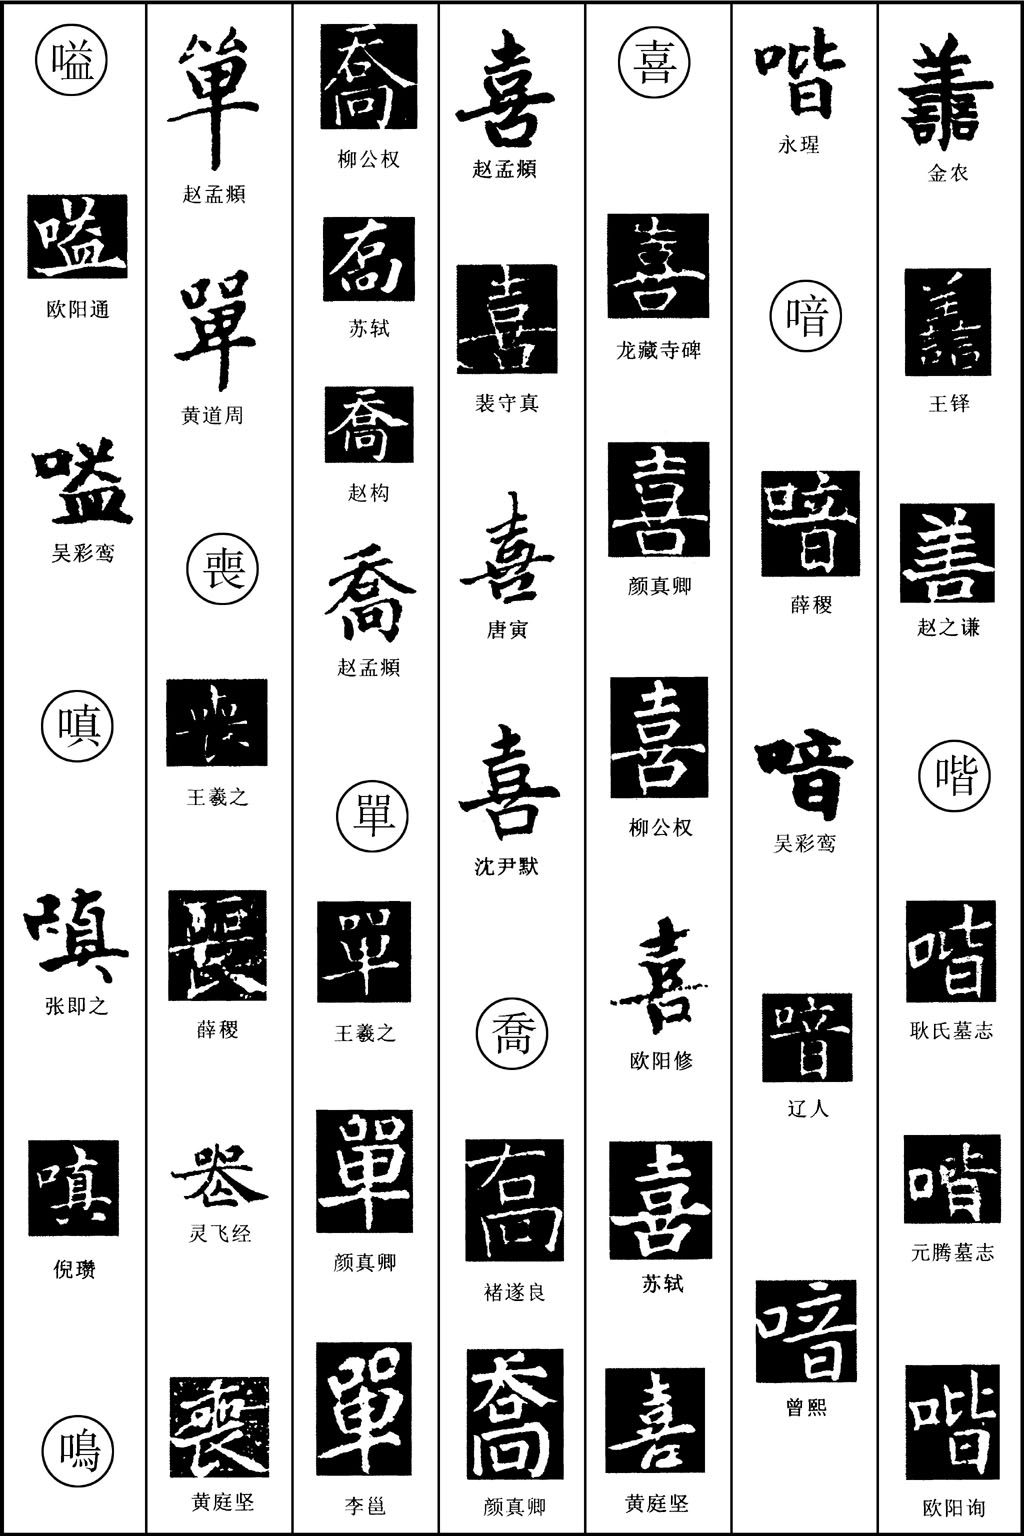 譱
金农
譱
王铎
善
赵之谦
喈
喈
耿氏墓志
喈
元腾墓志
喈
欧阳询
喈
永瑆
喑
喑
薛稷
喑
吴彩鸾
喑
辽人
喑
曾熙
喜
喜
龙藏寺碑
喜
颜真卿
喜
柳公权
喜
欧阳修
喜
苏轼
喜
黄庭坚
喜
赵孟頫
喜
裴守真
喜
唐寅
喜
沈尹默
喬
喬
褚遂良
喬
颜真卿
喬
柳公权
喬
苏轼
喬
赵构
喬
赵孟頫
單
單
王羲之
單
颜真卿
單
李邕
單
赵孟頫
單
黄道周
喪
喪
王羲之
喪
薛稷
喪
灵飞经
喪
黄庭坚
嗑
嗑
欧阳通
嗑
吴彩鸾
嗔
嗔
张即之
嗔
倪瓒
鳴